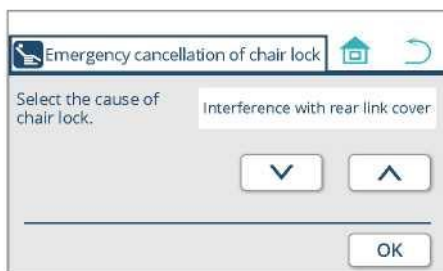 Emergency cancellation of chair lock
Select the cause of
chair lock.
Interference with rear link cover
OK